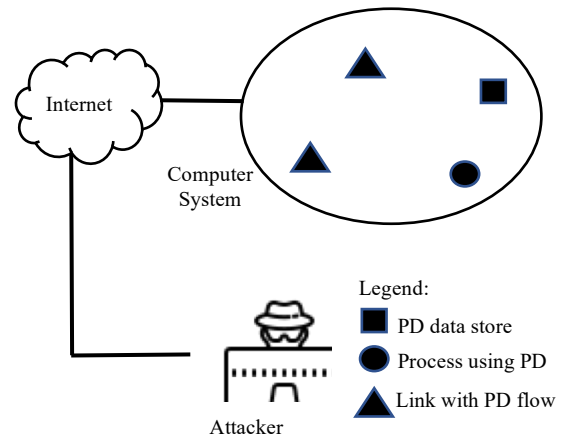 Internet
Computer
System
Legend:
PD data store
Process using PD
Link with PD flow
Attacker